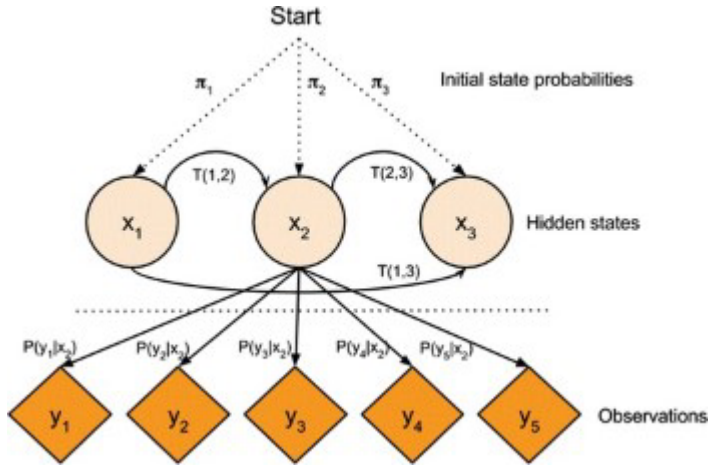 Start
π₁
π₂
π₃
Initial state probabilities
T(1,2)
T(2,3)
x₁
x₂
x₃
Hidden states
T(1,3)
P(y₁|x₂)
P(y₂|x₂)
P(y₃|x₂)
P(y₄|x₂)
P(y₅|x₂)
y₁
y₂
y₃
y₄
y₅
Observations